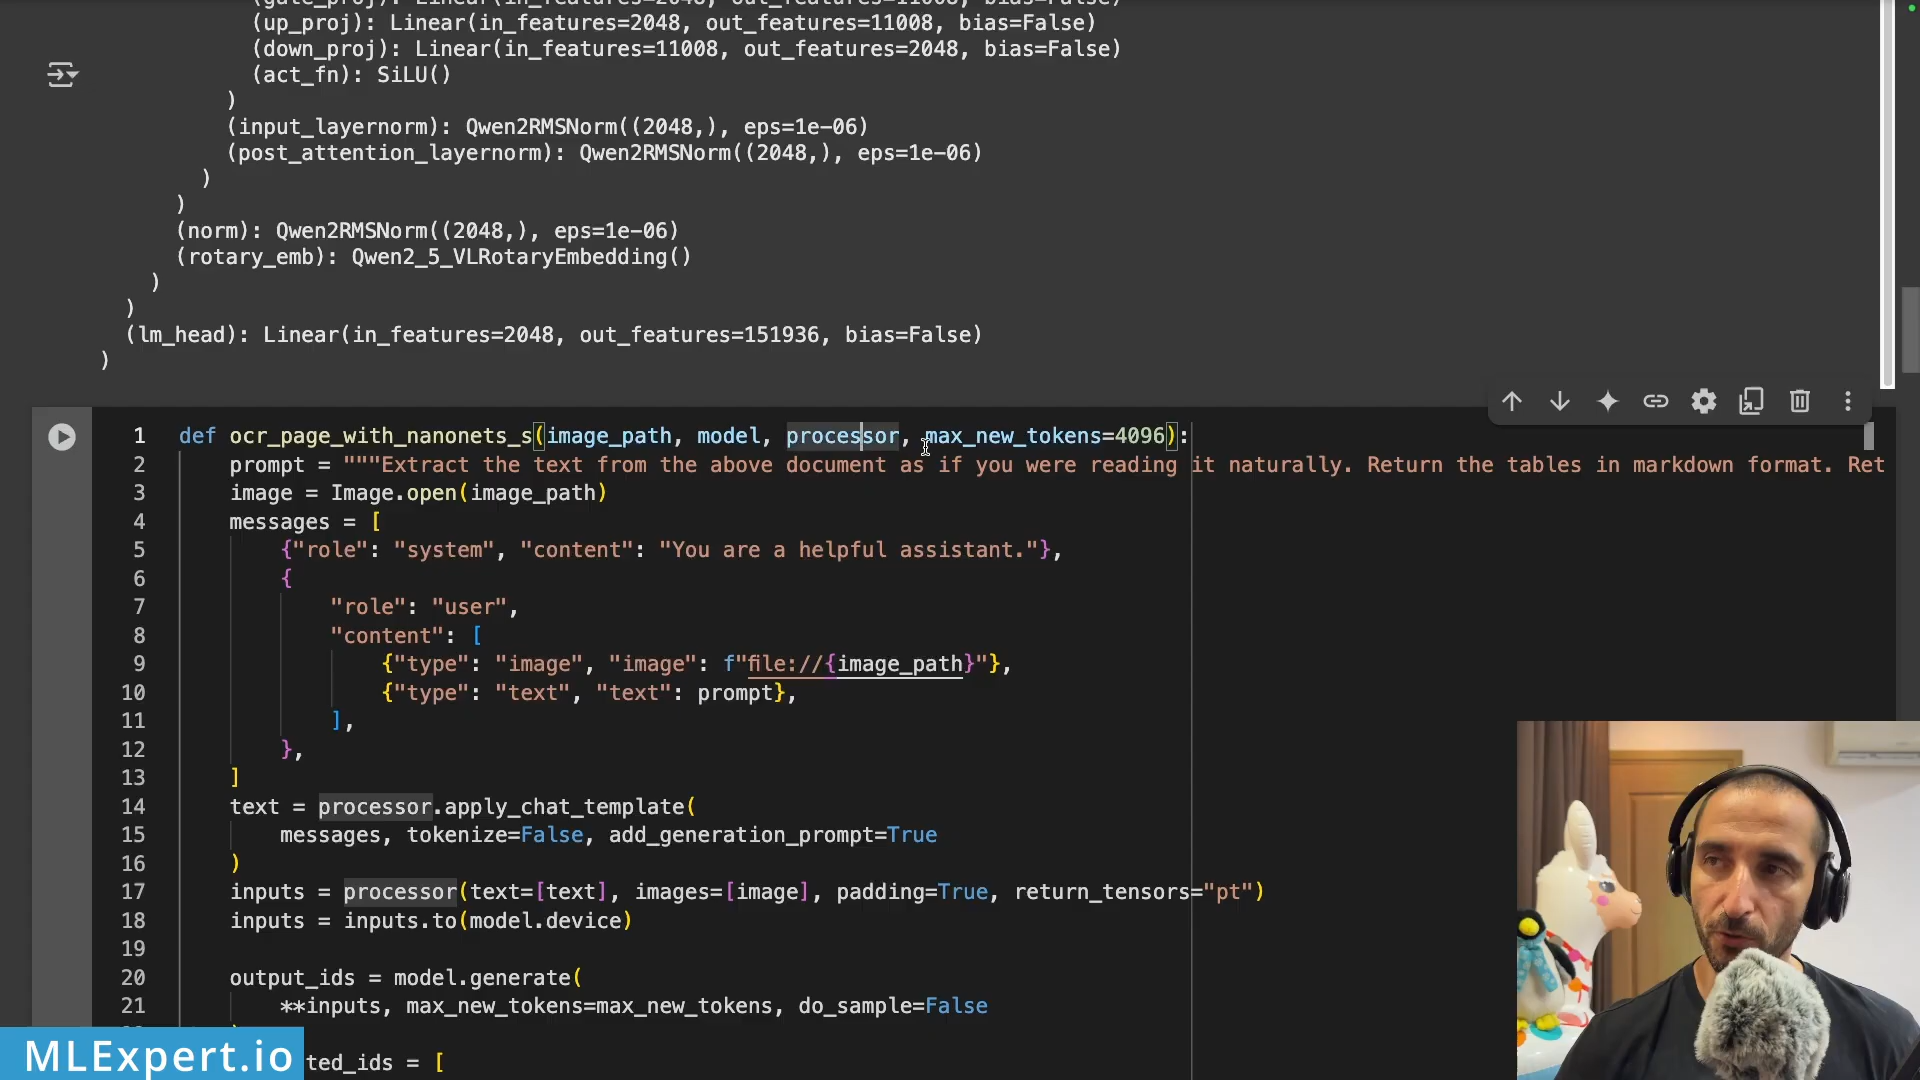 (gate_proj): Linear(in_features=2048, out_features=11008, bias=False)
(up_proj): Linear(in_features=2048, out_features=11008, bias=False)
(down_proj): Linear(in_features=11008, out_features=2048, bias=False)
(act_fn): SiLU()
)
(input_layernorm): Qwen2RMSNorm((2048,), eps=1e-06)
(post_attention_layernorm): Qwen2RMSNorm((2048,), eps=1e-06)
)
)
(norm): Qwen2RMSNorm((2048,), eps=1e-06)
(rotary_emb): Qwen2_5_VLRotaryEmbedding()
)
)
(lm_head): Linear(in_features=2048, out_features=151936, bias=False)
)
1 def ocr_page_with_nanonets_s(image_path, model, processor, max_new_tokens=4096):
2 prompt = """Extract the text from the above document as if you were reading it naturally. Return the tables in markdown format. Ret
3 image = Image.open(image_path)
4 messages = [
5 {"role": "system", "content": "You are a helpful assistant."},
6 {
7 "role": "user",
8 "content": [
9 {"type": "image", "image": f"file://{image_path}"},
10 {"type": "text", "text": prompt},
11 ],
12 },
13 ]
14 text = processor.apply_chat_template(
15 messages, tokenize=False, add_generation_prompt=True
16 )
17 inputs = processor(text=[text], images=[image], padding=True, return_tensors="pt")
18 inputs = inputs.to(model.device)
19
20 output_ids = model.generate(
21 **inputs, max_new_tokens=max_new_tokens, do_sample=False
ted_ids = [
MLExpert.io